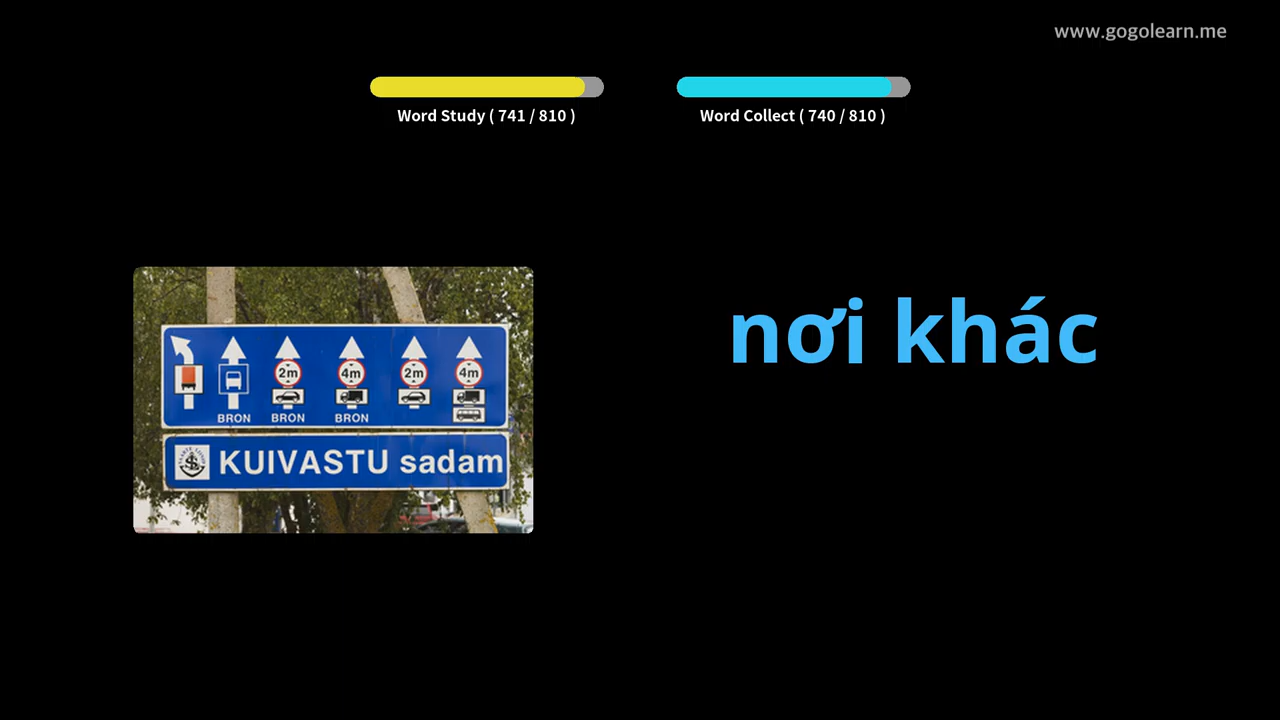 www.gogolearn.me
Word Study ( 741 / 810 )
Word Collect ( 740 / 810 )
nơi khác
2m
4m
2m
4m
BRON
BRON
BRON
KUIVASTU sadam